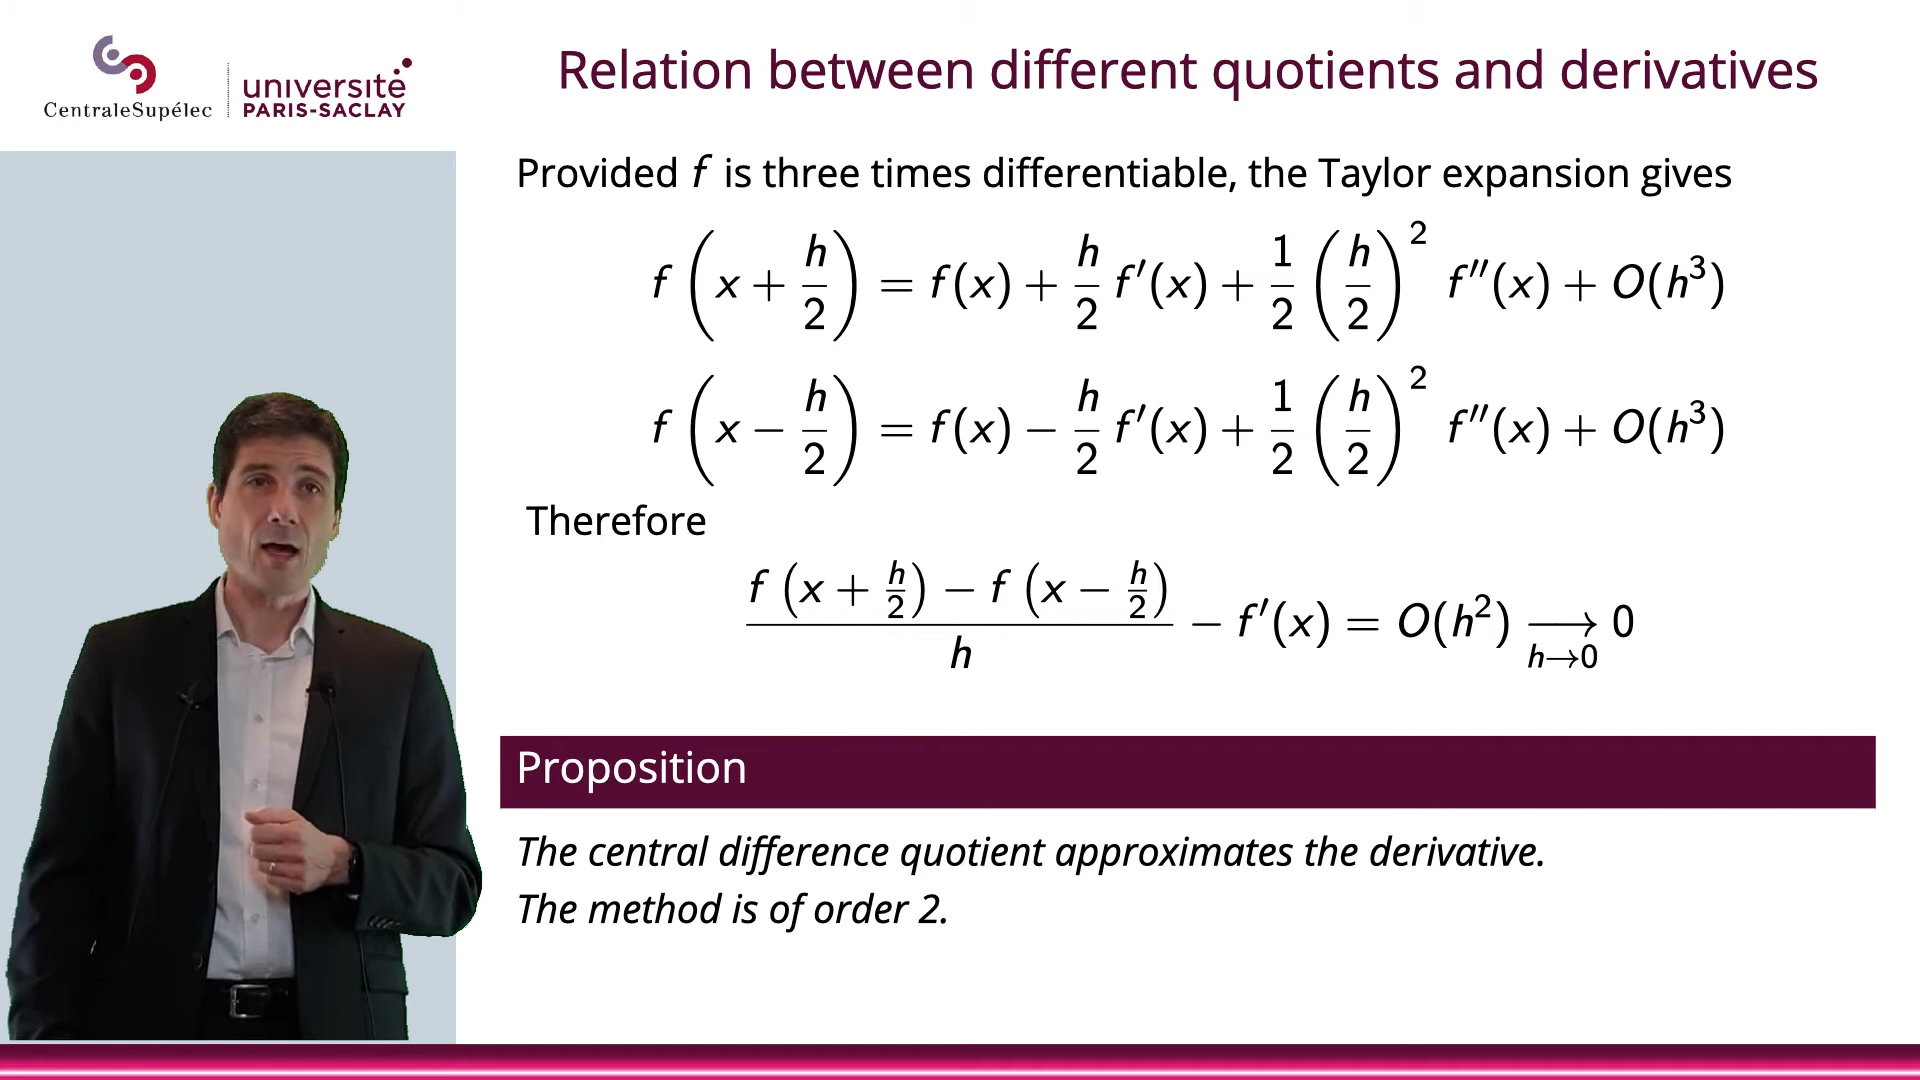 CentraleSupélec
université
PARIS-SACLAY
Relation between different quotients and derivatives
Provided f is three times differentiable, the Taylor expansion gives
f(x + h/2) = f(x) + h/2 f′(x) + 1/2 (h/2)² f″(x) + O(h³)
f(x − h/2) = f(x) − h/2 f′(x) + 1/2 (h/2)² f″(x) + O(h³)
Therefore
(f(x + h/2) − f(x − h/2))/h − f′(x) = O(h²) ⟶_{h→0} 0
Proposition
The central difference quotient approximates the derivative.
The method is of order 2.